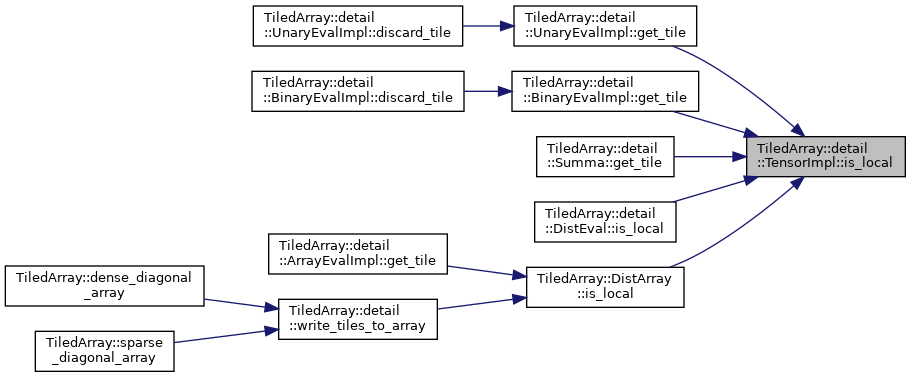 TiledArray::detail
::UnaryEvalImpl::discard_tile
TiledArray::detail
::UnaryEvalImpl::get_tile
TiledArray::detail
::BinaryEvalImpl::discard_tile
TiledArray::detail
::BinaryEvalImpl::get_tile
TiledArray::detail
::Summa::get_tile
TiledArray::detail
::TensorImpl::is_local
TiledArray::detail
::DistEval::is_local
TiledArray::detail
::ArrayEvalImpl::get_tile
TiledArray::DistArray
::is_local
TiledArray::dense_diagonal
_array
TiledArray::detail
::write_tiles_to_array
TiledArray::sparse
_diagonal_array